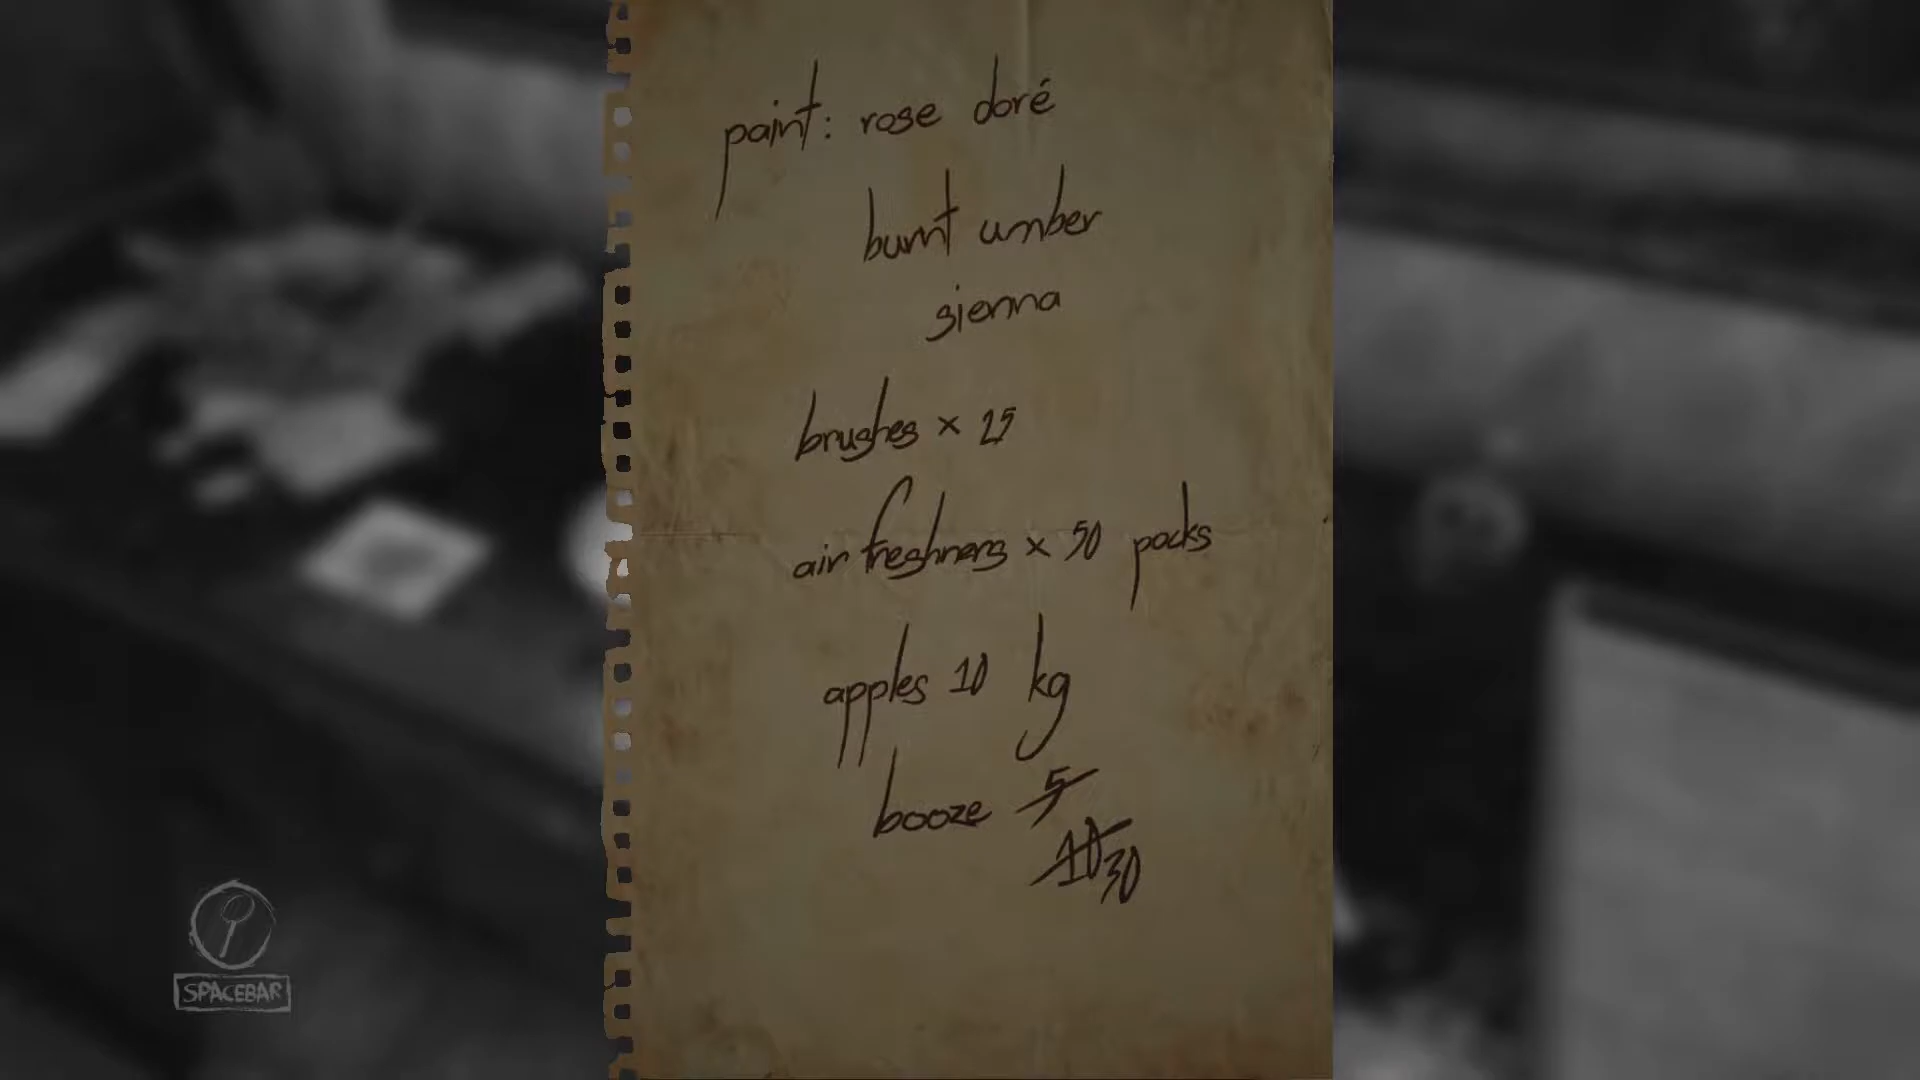 paint: rose doré
burnt umber
sienna
brushes × 25
air freshners × 50 packs
apples 10 kg
booze 5
10 30
SPACEBAR